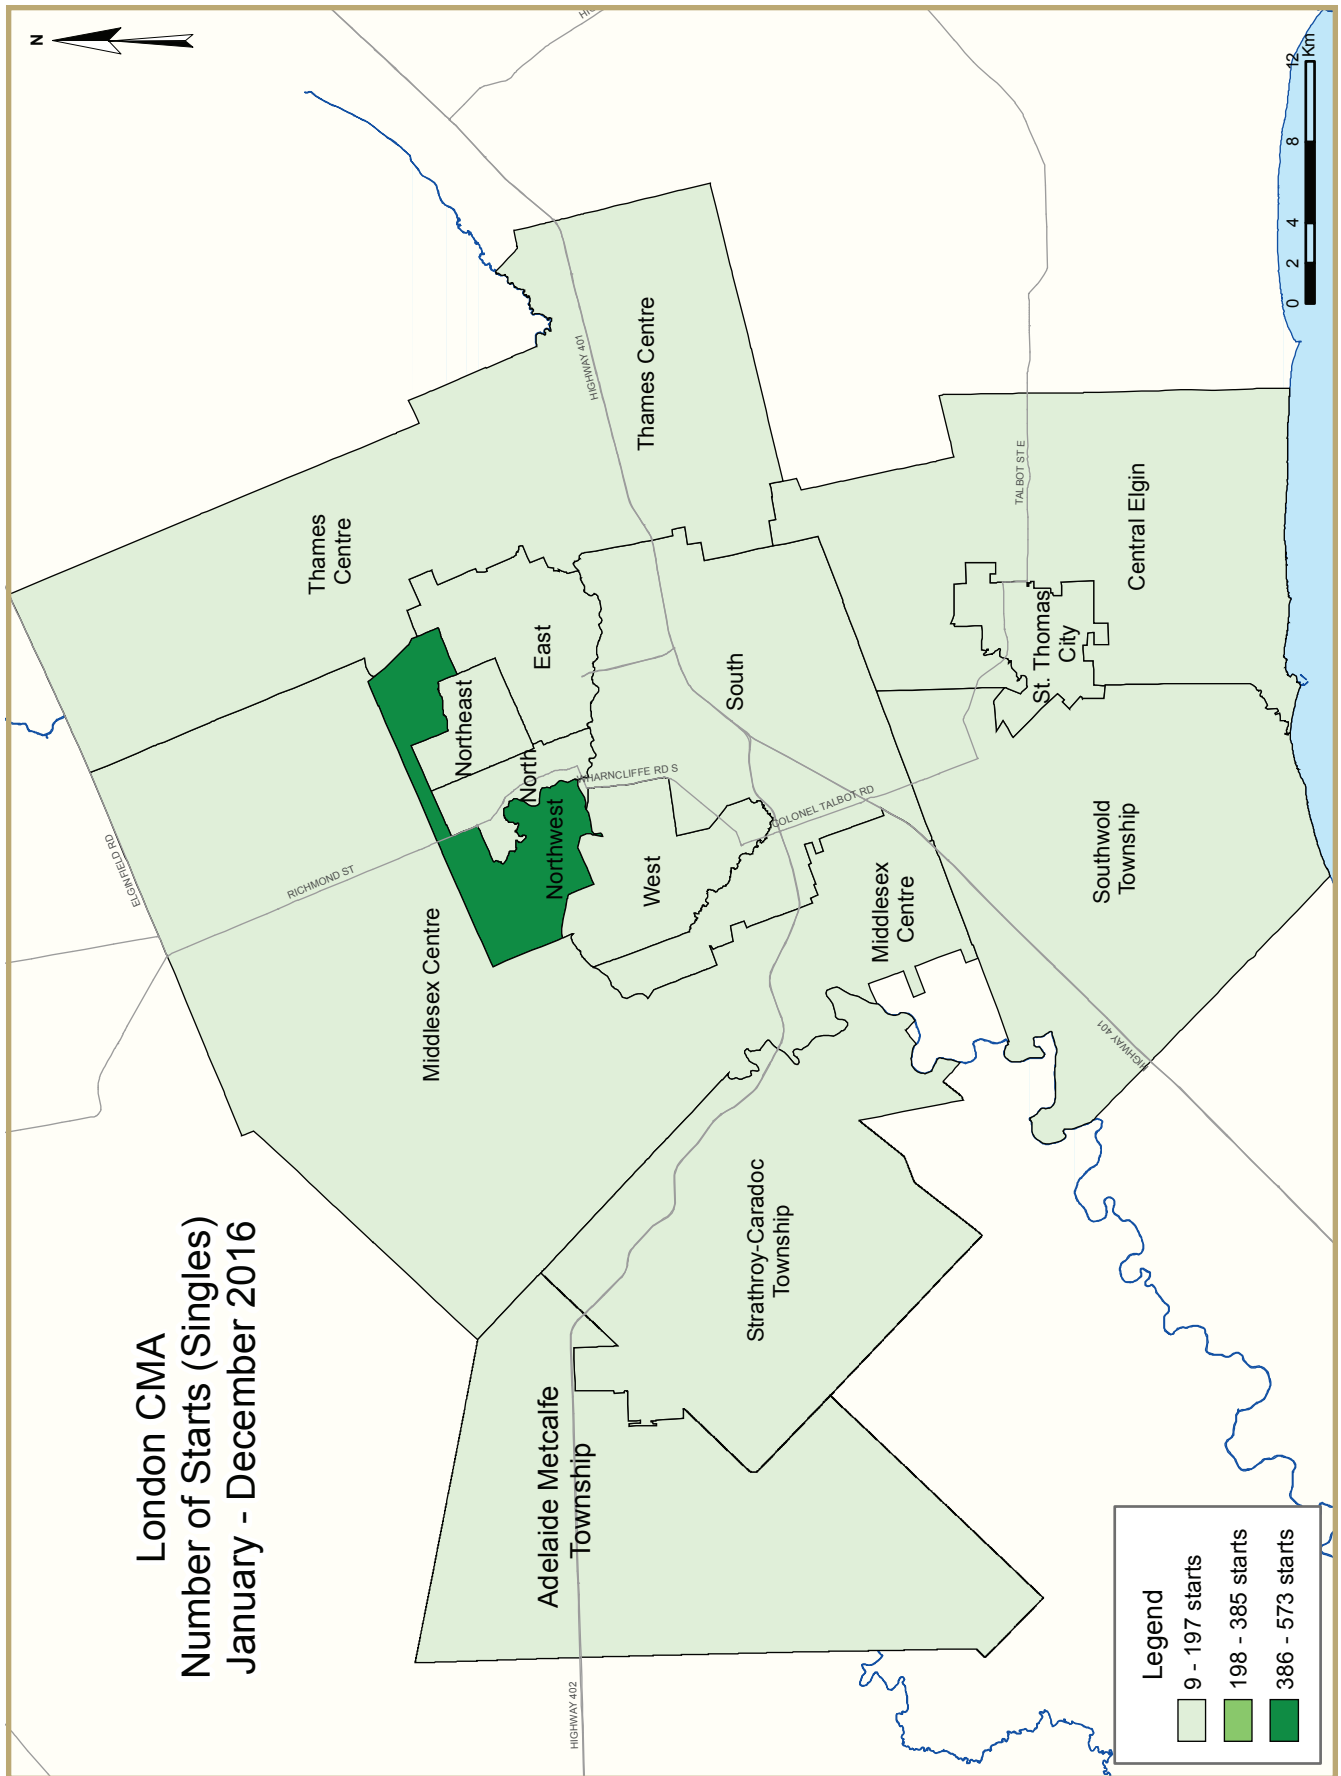 London CMA
Number of Starts (Singles)
January - December 2016
N
ELGINFIELD RD
RICHMOND ST
Thames
Centre
Middlesex Centre
Northeast
North
East
Northwest
HIGHWAY 401
Thames Centre
WHARNCLIFFE RD S
West
South
Adelaide Metcalfe
Township
HIGHWAY 402
COLONEL TALBOT RD
Middlesex
Centre
Strathroy-Caradoc
Township
TALBOT ST E
St. Thomas
City
Central Elgin
Southwold
Township
HIGHWAY 401
Legend
9 - 197 starts
198 - 385 starts
386 - 573 starts
0 2 4 8 12
Km